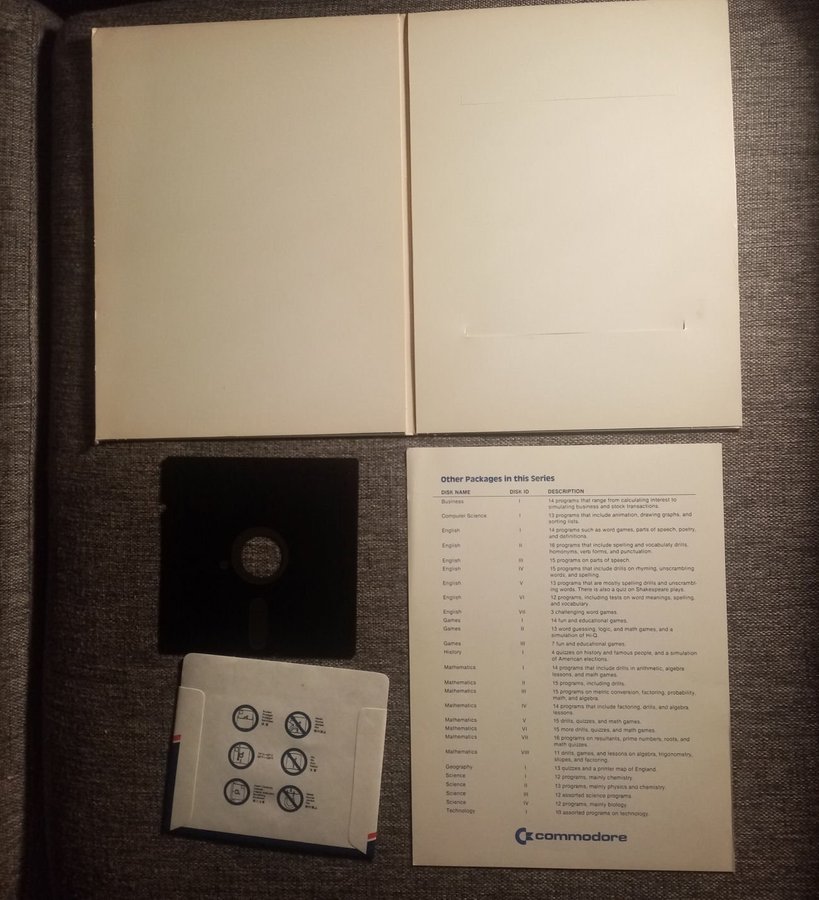 Other Packages in this Series
DISK NAME DISK ID DESCRIPTION
Business I 14 programs that range from calculating interest to
simulating business and stock transactions.
Computer Science I 13 programs that include animation, drawing graphs, and
sorting lists.
English I 14 programs such as word games, parts of speech, poetry,
and definitions.
English II 16 programs that include spelling and vocabulary drills,
homonyms, verb forms, and punctuation.
English III 15 programs on parts of speech.
English IV 15 programs that include drills on rhyming, unscrambling
words, and spelling.
English V 13 programs that are mostly spelling drills and unscrambl-
ing words. There is also a quiz on Shakespeare plays.
English VI 12 programs, including tests on word meanings, spelling,
and vocabulary.
English VII 3 challenging word games.
Games I 14 fun and educational games.
Games II 13 word guessing, logic, and math games, and a
simulation of Hi-Q.
Games III 7 fun and educational games.
History I 4 quizzes on history and famous people, and a simulation
of American elections.
Mathematics I 14 programs that include drills in arithmetic, algebra
lessons, and math games.
Mathematics II 15 programs, including drills.
Mathematics III 15 programs on metric conversion, factoring, probability,
math, and algebra.
Mathematics IV 14 programs that include factoring, drills, and algebra
lessons.
Mathematics V 15 drills, quizzes, and math games.
Mathematics VI 15 more drills, quizzes, and math games.
Mathematics VII 16 programs on resultants, prime numbers, roots, and
math quizzes.
Mathematics VIII 11 drills, games, and lessons on algebra, trigonometry,
slopes, and factoring.
Geography I 13 quizzes and a printer map of England.
Science I 12 programs, mainly chemistry.
Science II 13 programs, mainly physics and chemistry.
Science III 12 assorted science programs.
Science IV 12 programs, mainly biology.
Technology I 10 assorted programs on technology.
commodore